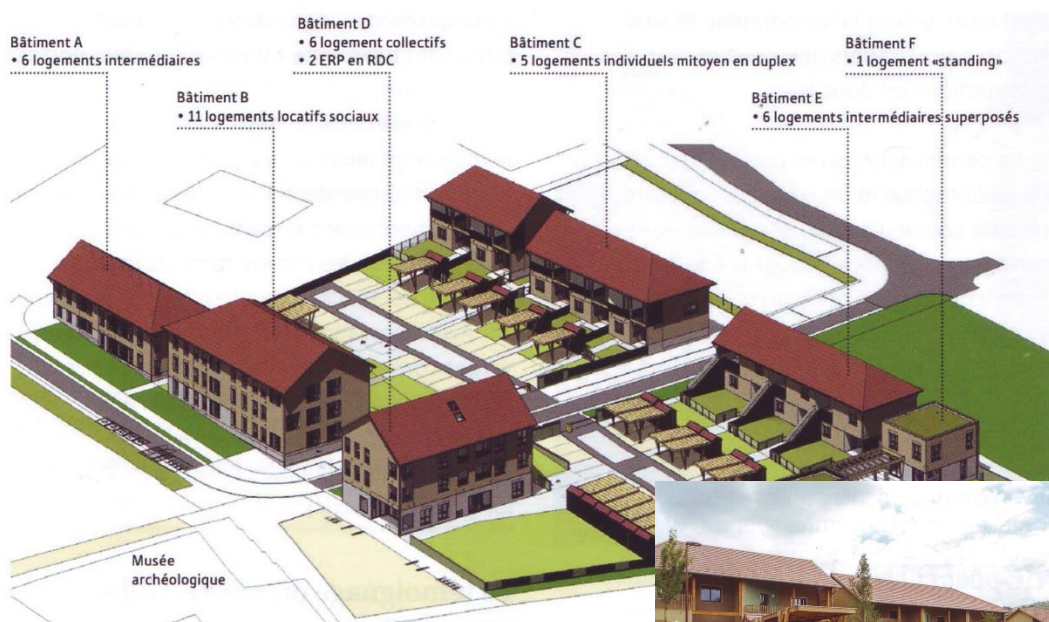 Bâtiment A
• 6 logements intermédiaires
Bâtiment B
• 11 logements locatifs sociaux
Bâtiment D
• 6 logement collectifs
• 2 ERP en RDC
Bâtiment C
• 5 logements individuels mitoyen en duplex
Bâtiment E
• 6 logements intermédiaires superposés
Bâtiment F
• 1 logement «standing»
Musée
archéologique